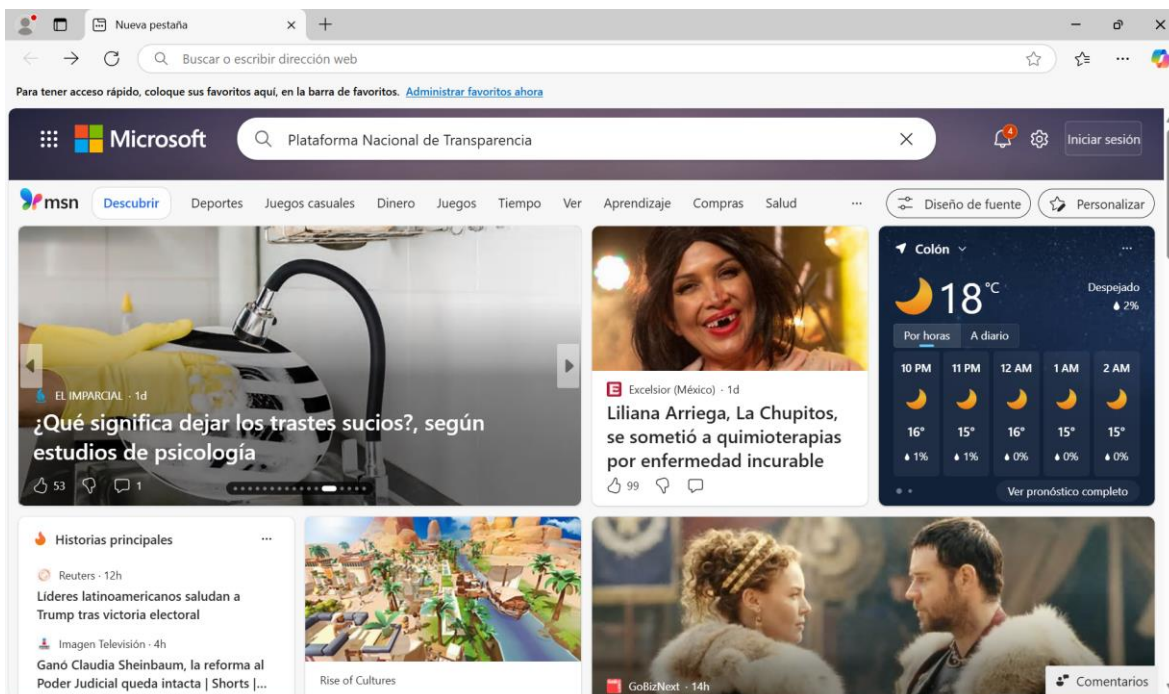 Nueva pestaña
Buscar o escribir dirección web
Para tener acceso rápido, coloque sus favoritos aquí, en la barra de favoritos. Administrar favoritos ahora
Microsoft
Plataforma Nacional de Transparencia
4
Iniciar sesión
msn
Descubrir
Deportes
Juegos casuales
Dinero
Juegos
Tiempo
Ver
Aprendizaje
Compras
Salud
Diseño de fuente
Personalizar
EL IMPARCIAL · 1d
¿Qué significa dejar los trastes sucios?, según
estudios de psicología
53
1
E Excelsior (México) · 1d
Liliana Arriega, La Chupitos,
se sometió a quimioterapias
por enfermedad incurable
99
Colón
18 °C
Despejado
2%
Por horas
A diario
10 PM 11 PM 12 AM 1 AM 2 AM
16° 15° 16° 15° 15°
1% 1% 0% 0% 0%
Ver pronóstico completo
Historias principales
Reuters · 12h
Líderes latinoamericanos saludan a
Trump tras victoria electoral
Imagen Televisión · 4h
Ganó Claudia Sheinbaum, la reforma al
Poder Judicial queda intacta | Shorts |...
Rise of Cultures
GoBizNext · 14h
Comentarios